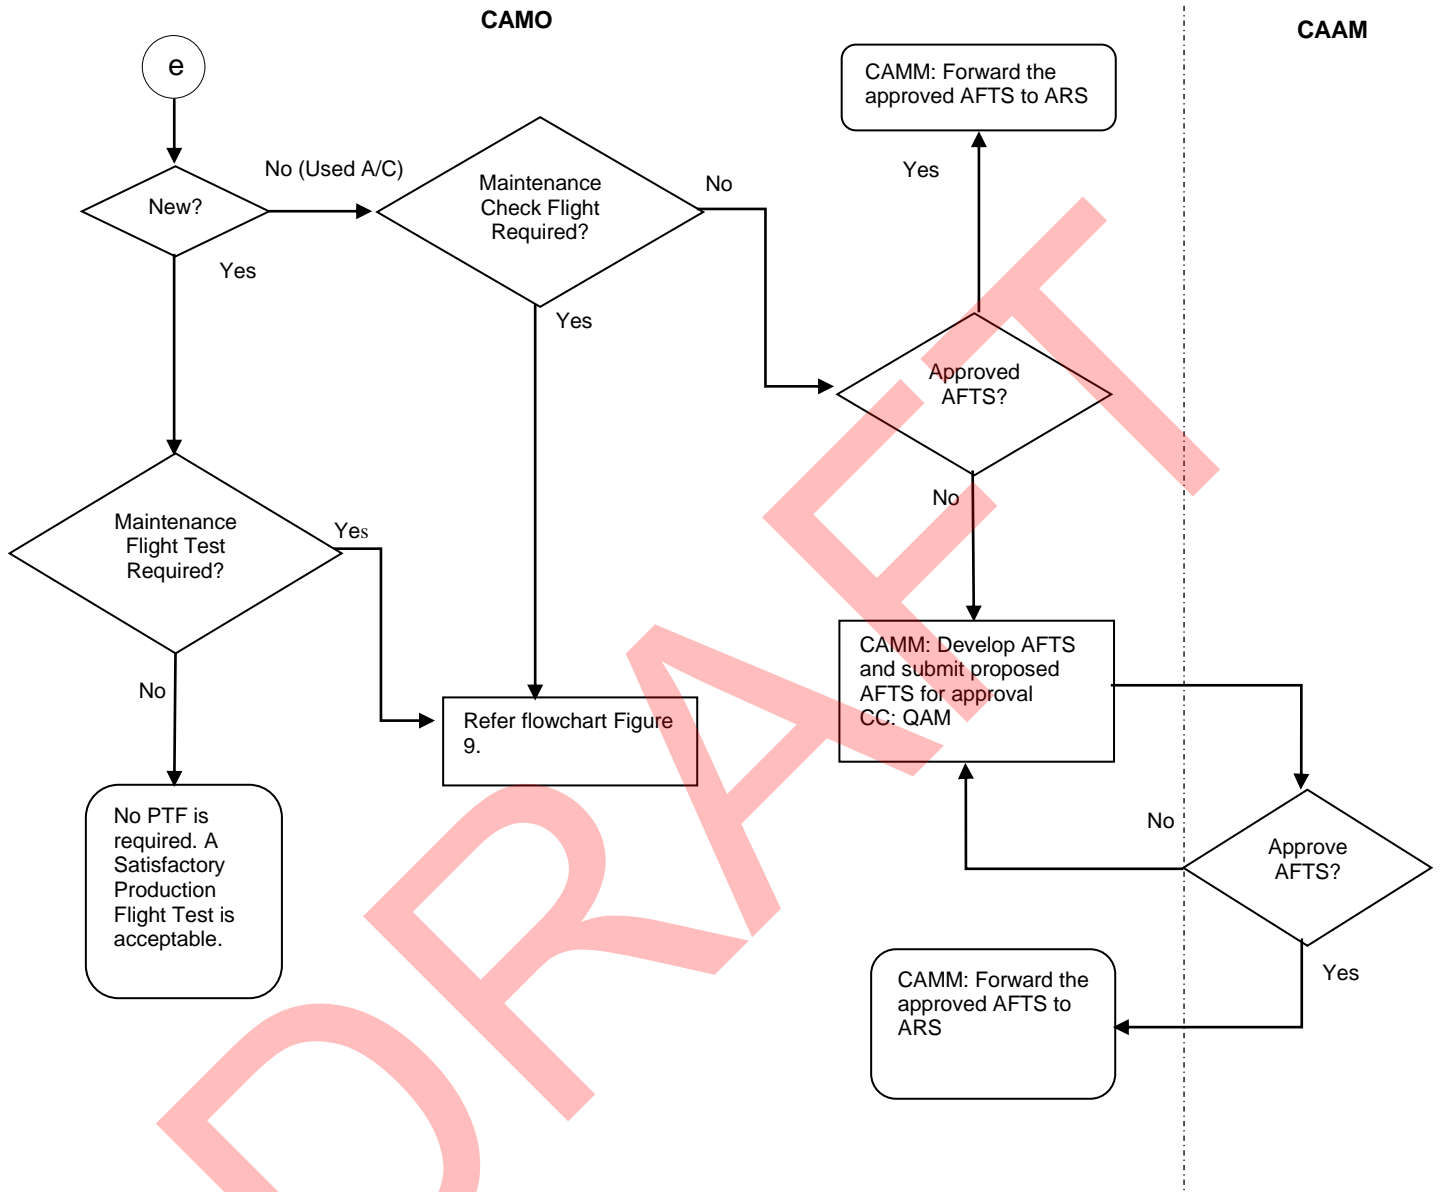 CAMO
CAAM
e
CAMM: Forward the
approved AFTS to ARS
No (Used A/C)
Maintenance
Check Flight
Required?
No
Yes
New?
Yes
Yes
Approved
AFTS?
No
Maintenance
Flight Test
Required?
Yes
No
CAMM: Develop AFTS
and submit proposed
AFTS for approval
CC: QAM
Refer flowchart Figure
9.
No PTF is
required. A
Satisfactory
Production
Flight Test is
acceptable.
No
Approve
AFTS?
Yes
CAMM: Forward the
approved AFTS to
ARS
DRAFT